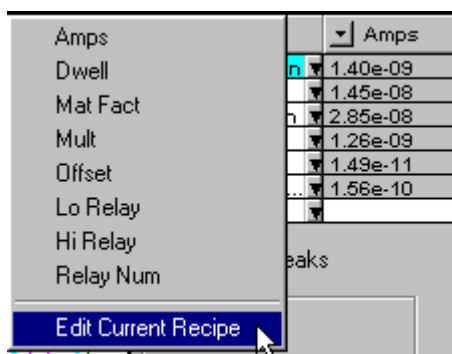 Amps
Dwell
Mat Fact
Mult
Offset
Lo Relay
Hi Relay
Relay Num
Edit Current Recipe
Amps
n 1.40e-09
1.45e-08
n 2.85e-08
1.26e-09
1.49e-11
... 1.56e-10
eaks